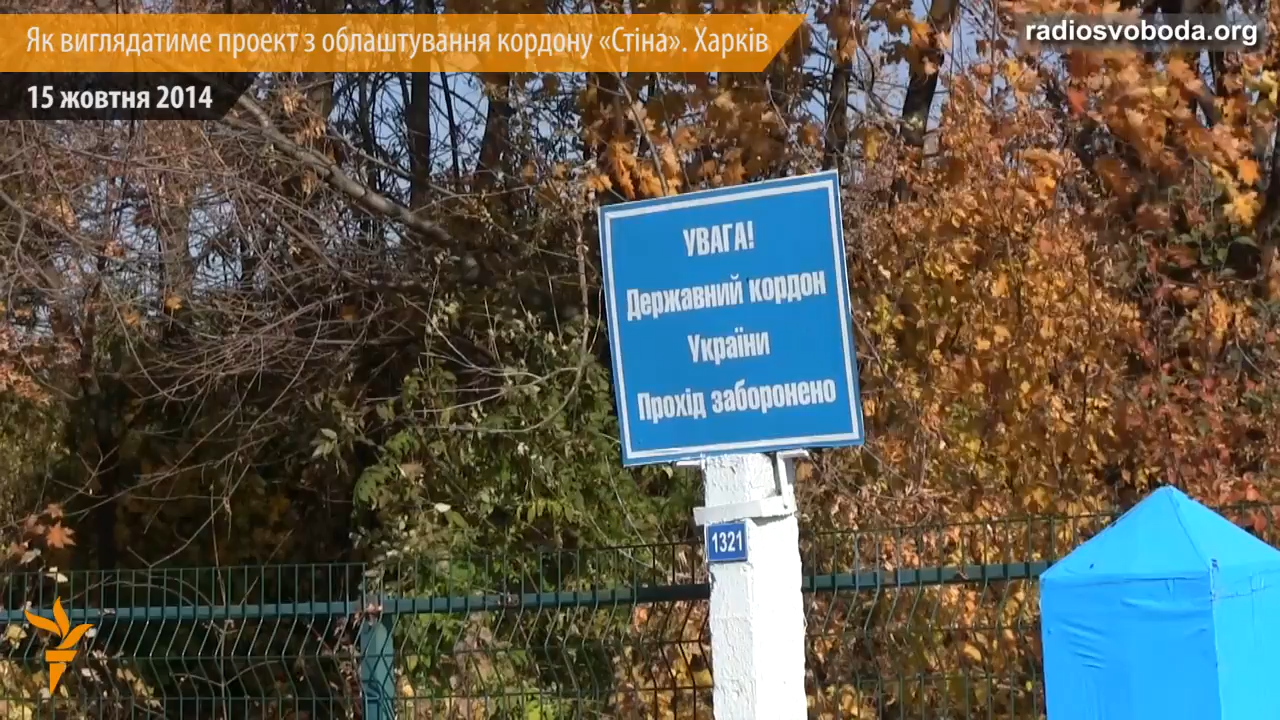 Як виглядатиме проект з облаштування кордону «Стіна». Харків
radiosvoboda.org
15 жовтня 2014
УВАГА!
Державний кордон
України
Прохід заборонено
1321